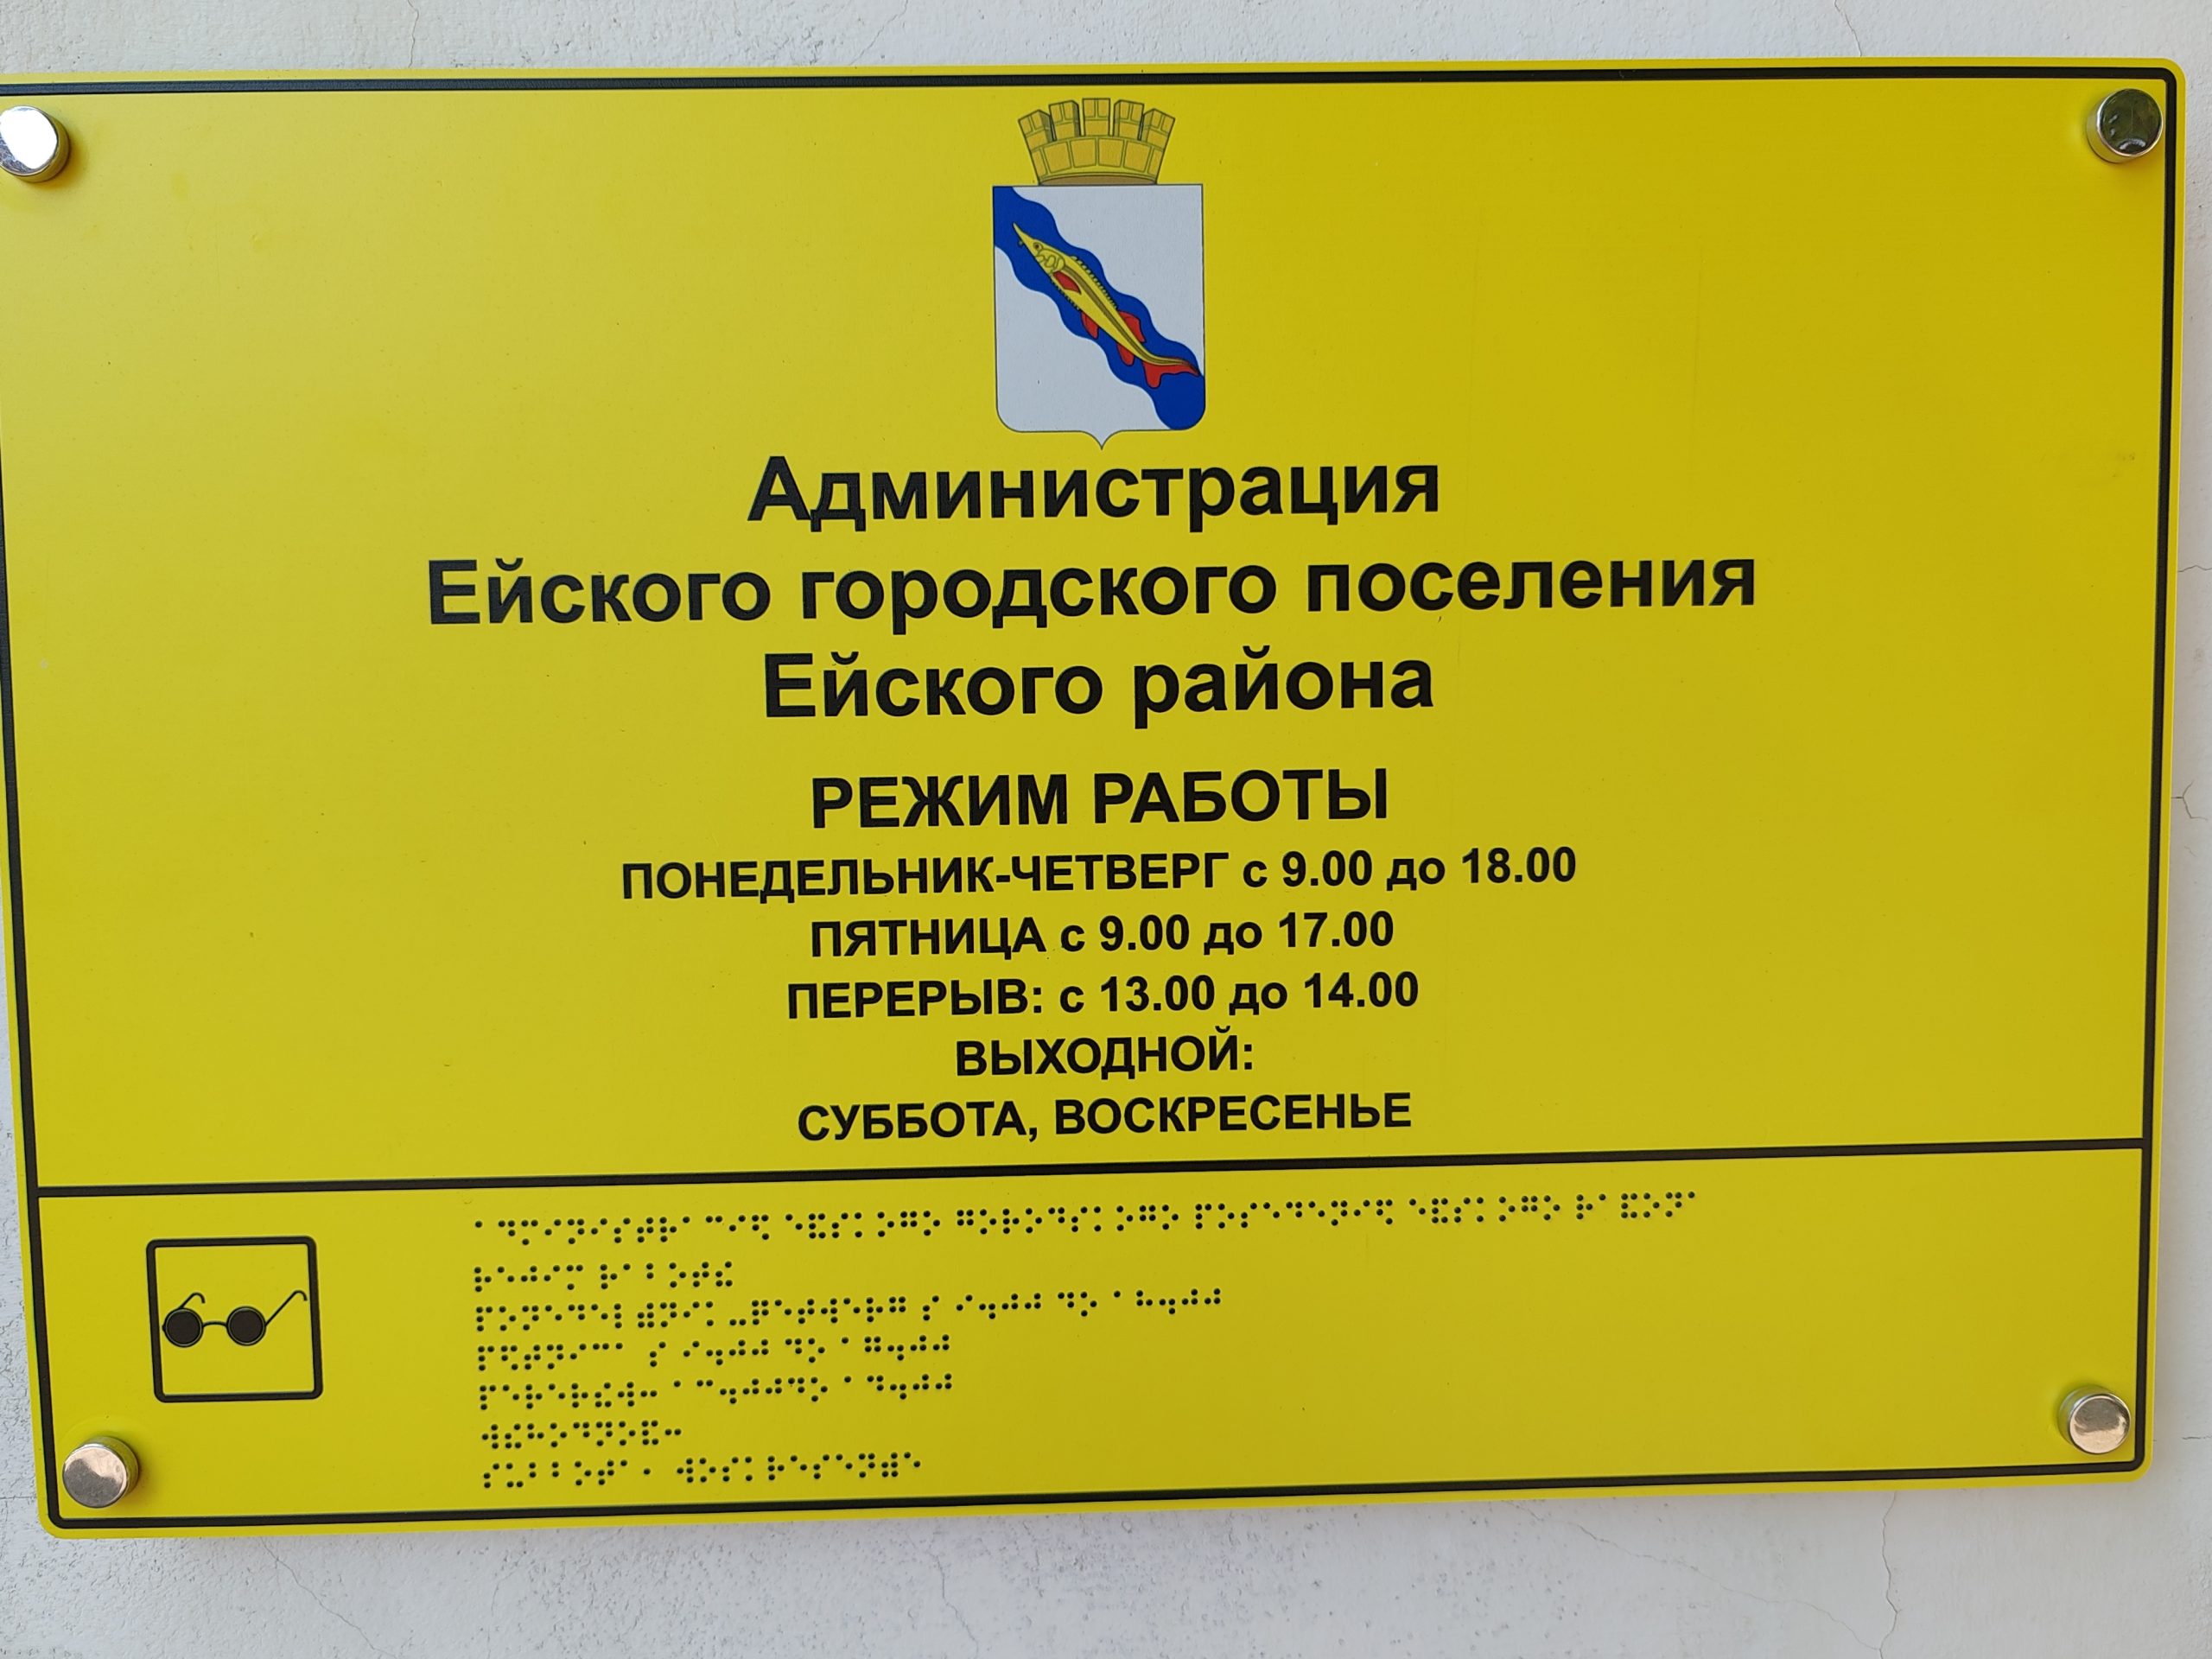 Администрация
Ейского городского поселения
Ейского района
РЕЖИМ РАБОТЫ
ПОНЕДЕЛЬНИК-ЧЕТВЕРГ с 9.00 до 18.00
ПЯТНИЦА с 9.00 до 17.00
ПЕРЕРЫВ: с 13.00 до 14.00
ВЫХОДНОЙ:
СУББОТА, ВОСКРЕСЕНЬЕ